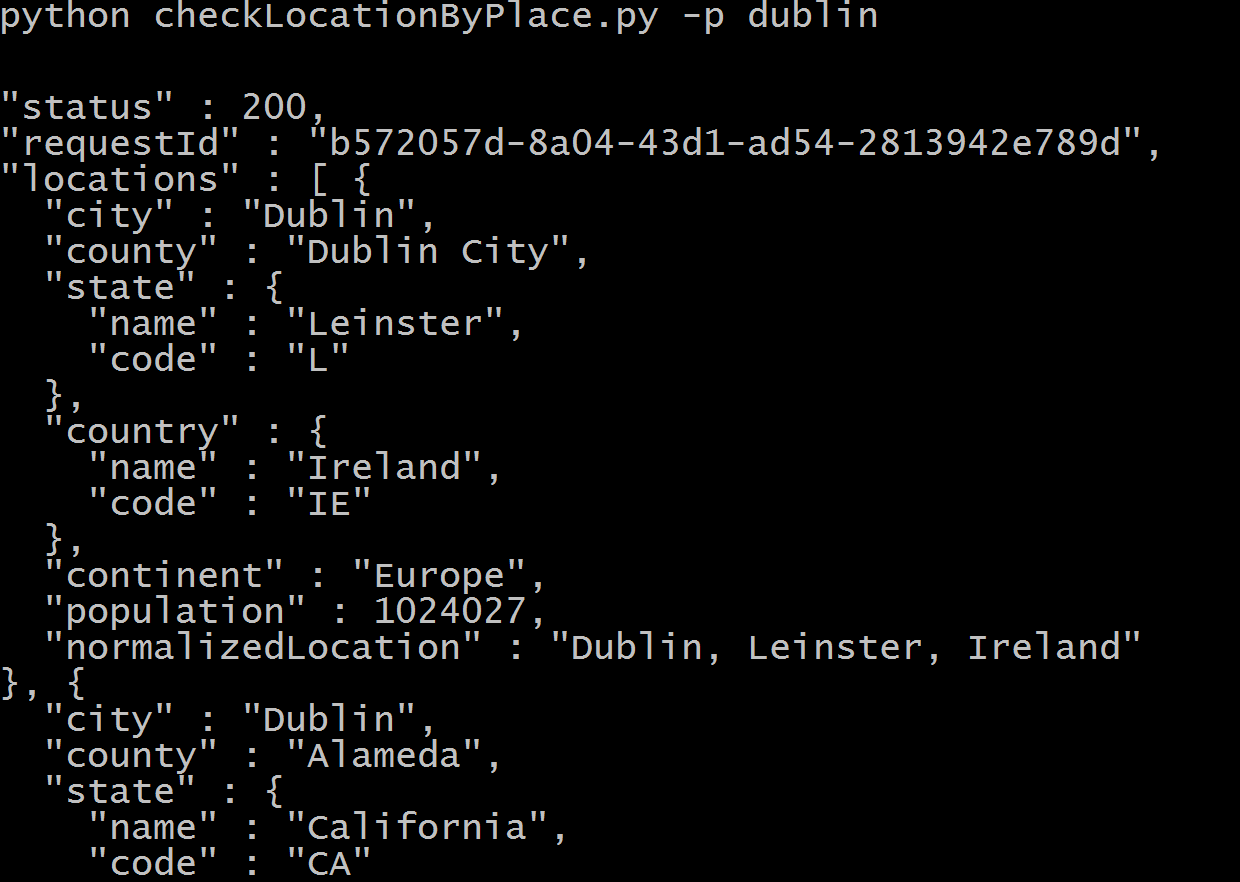 python checkLocationByPlace.py -p dublin
"status" : 200,
"requestId" : "b572057d-8a04-43d1-ad54-2813942e789d",
"locations" : [ {
  "city" : "Dublin",
  "county" : "Dublin City",
  "state" : {
    "name" : "Leinster",
    "code" : "L"
  },
  "country" : {
    "name" : "Ireland",
    "code" : "IE"
  },
  "continent" : "Europe",
  "population" : 1024027,
  "normalizedLocation" : "Dublin, Leinster, Ireland"
}, {
  "city" : "Dublin",
  "county" : "Alameda",
  "state" : {
    "name" : "California",
    "code" : "CA"